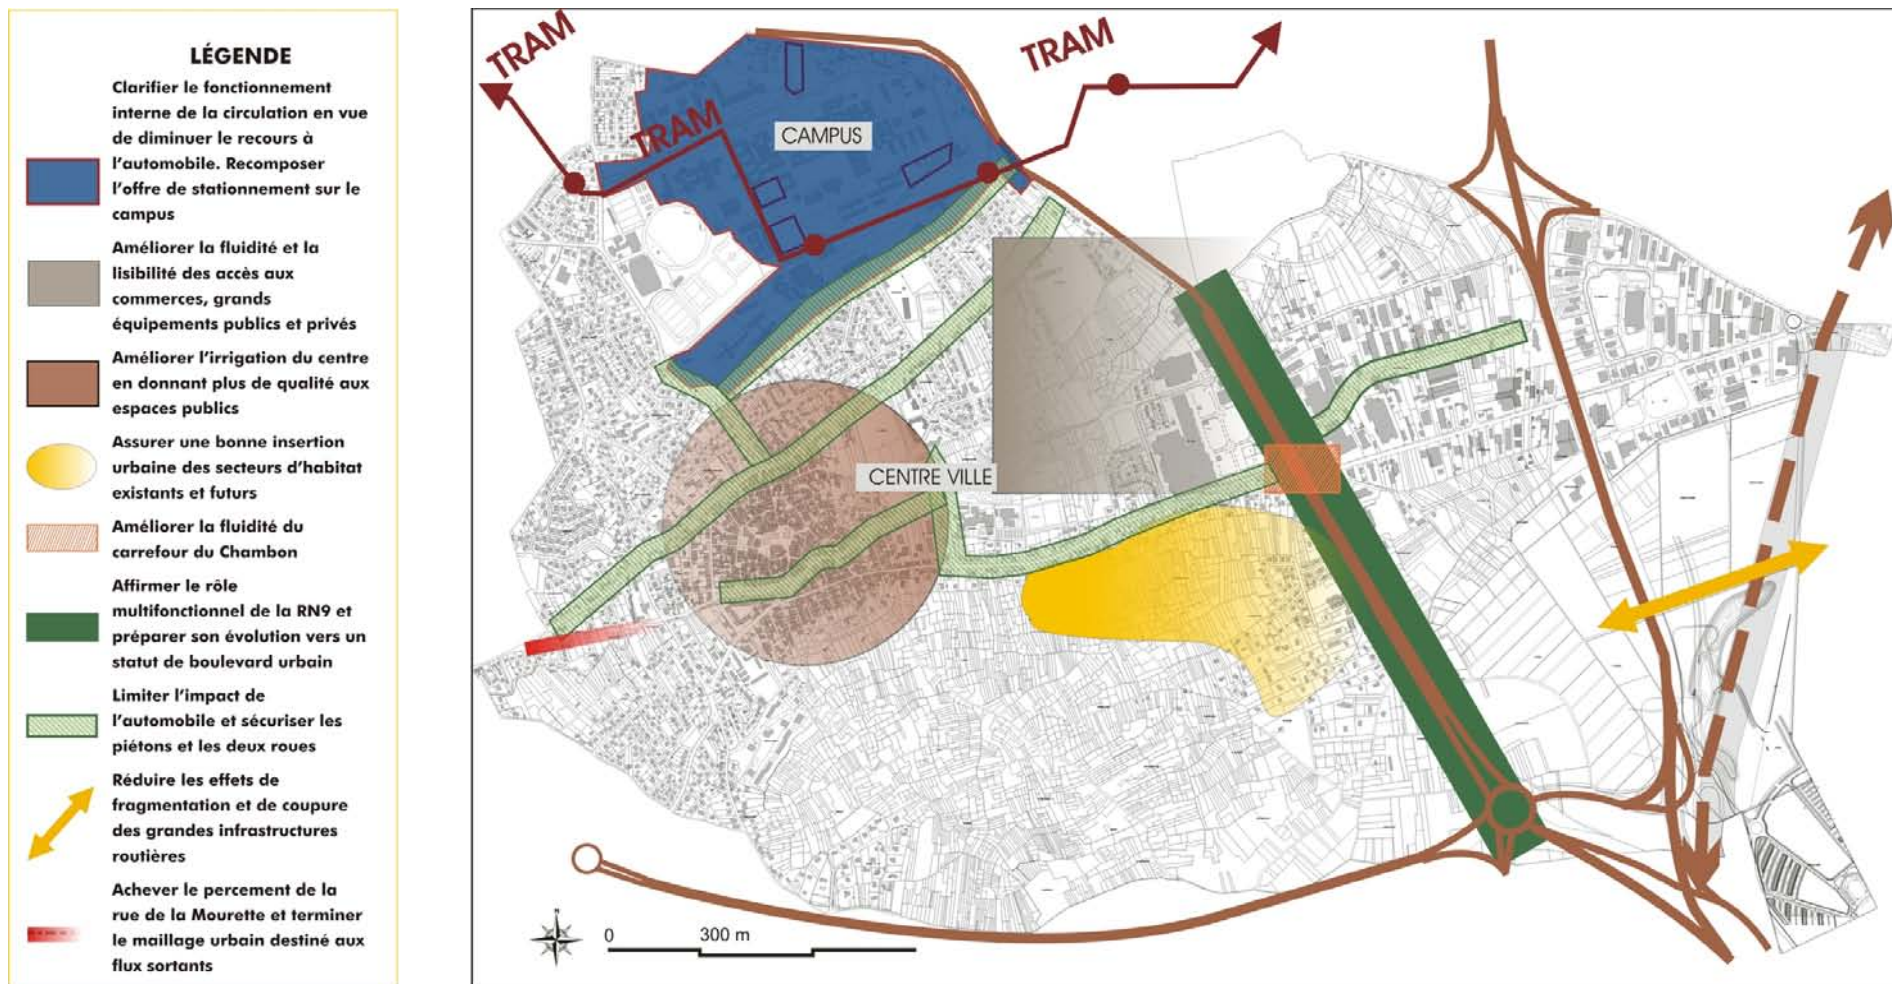 LÉGENDE
Clarifier le fonctionnement
interne de la circulation en vue
de diminuer le recours à
l'automobile. Recomposer
l'offre de stationnement sur le
campus
Améliorer la fluidité et la
lisibilité des accès aux
commerces, grands
équipements publics et privés
Améliorer l'irrigation du centre
en donnant plus de qualité aux
espaces publics
Assurer une bonne insertion
urbaine des secteurs d'habitat
existants et futurs
Améliorer la fluidité du
carrefour du Chambon
Affirmer le rôle
multifonctionnel de la RN9 et
préparer son évolution vers un
statut de boulevard urbain
Limiter l'impact de
l'automobile et sécuriser les
piétons et les deux roues
Réduire les effets de
fragmentation et de coupure
des grandes infrastructures
routières
Achever le percement de la
rue de la Mourette et terminer
le maillage urbain destiné aux
flux sortants
TRAM
TRAM
TRAM
CAMPUS
CENTRE VILLE
N
0 300 m